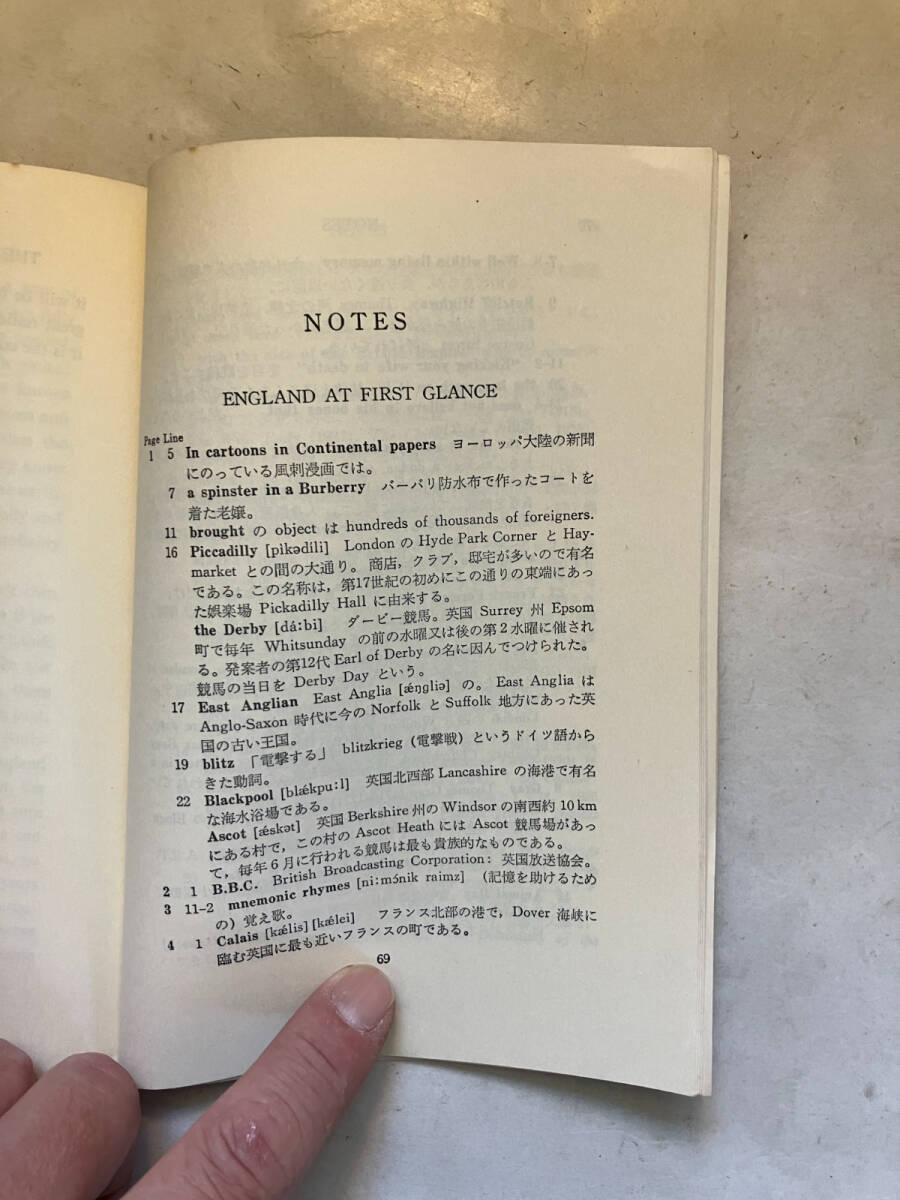 NOTES
ENGLAND AT FIRST GLANCE
Page Line
1 5 In cartoons in Continental papers ヨーロッパ大陸の新聞
にのっている風刺漫画では。
7 a spinster in a Burberry バーバリ防水布で作ったコートを
着た老嬢。
11 brought の object は hundreds of thousands of foreigners.
16 Piccadilly [pìkədíli] London の Hyde Park Corner と Hay-
market との間の大通り。商店，クラブ，邸宅が多いので有名
である。この名称は，第17世紀の初めにこの通りの東端にあっ
た娯楽場 Pickadilly Hall に由来する。
the Derby [dá:bi] ダービー競馬。英国 Surrey 州 Epsom
町で毎年 Whitsunday の前の水曜又は後の第2水曜に催され
る。発案者の第12代 Earl of Derby の名に因んでつけられた。
競馬の当日を Derby Day という。
17 East Anglian East Anglia [ǽŋgliə] の。East Anglia は
Anglo-Saxon 時代に今の Norfolk と Suffolk 地方にあった英
国の古い王国。
19 blitz 「電撃する」 blitzkrieg (電撃戦) というドイツ語から
きた動詞。
22 Blackpool [blǽkpu:l] 英国北西部 Lancashire の海港で有名
な海水浴場である。
Ascot [ǽskət] 英国 Berkshire 州の Windsor の南西約 10 km
にある村で，この村の Ascot Heath には Ascot 競馬場があっ
て，毎年6月に行われる競馬は最も貴族的なものである。
2 1 B.B.C. British Broadcasting Corporation: 英国放送協会。
3 11–2 mnemonic rhymes [ni:mɔ́nik raimz] (記憶を助けるため
の) 覚え歌。
4 1 Calais [kǽlis] [kǽlei] フランス北部の港で，Dover 海峡に
臨む英国に最も近いフランスの町である。
69